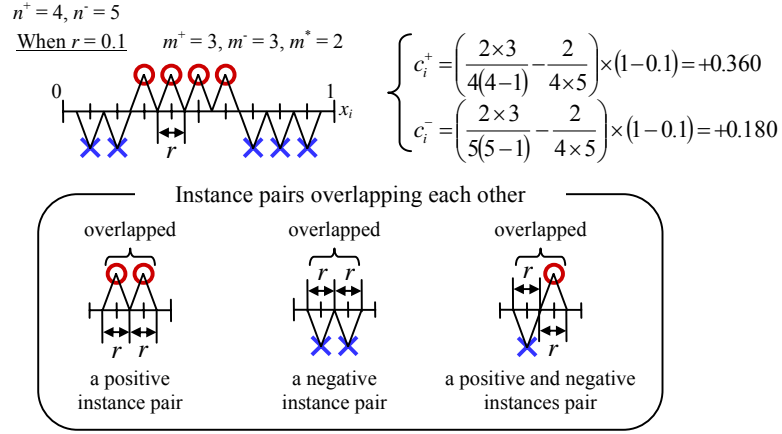 n⁺ = 4, n⁻ = 5
When r = 0.1 m⁺ = 3, m⁻ = 3, m* = 2
0 1
xᵢ
r
cᵢ⁺ = (2×3 / 4(4−1) − 2 / 4×5) × (1−0.1) = +0.360
cᵢ⁻ = (2×3 / 5(5−1) − 2 / 4×5) × (1−0.1) = +0.180
Instance pairs overlapping each other
overlapped overlapped overlapped
r r r
r r r
a positive a negative a positive and negative
instance pair instance pair instances pair